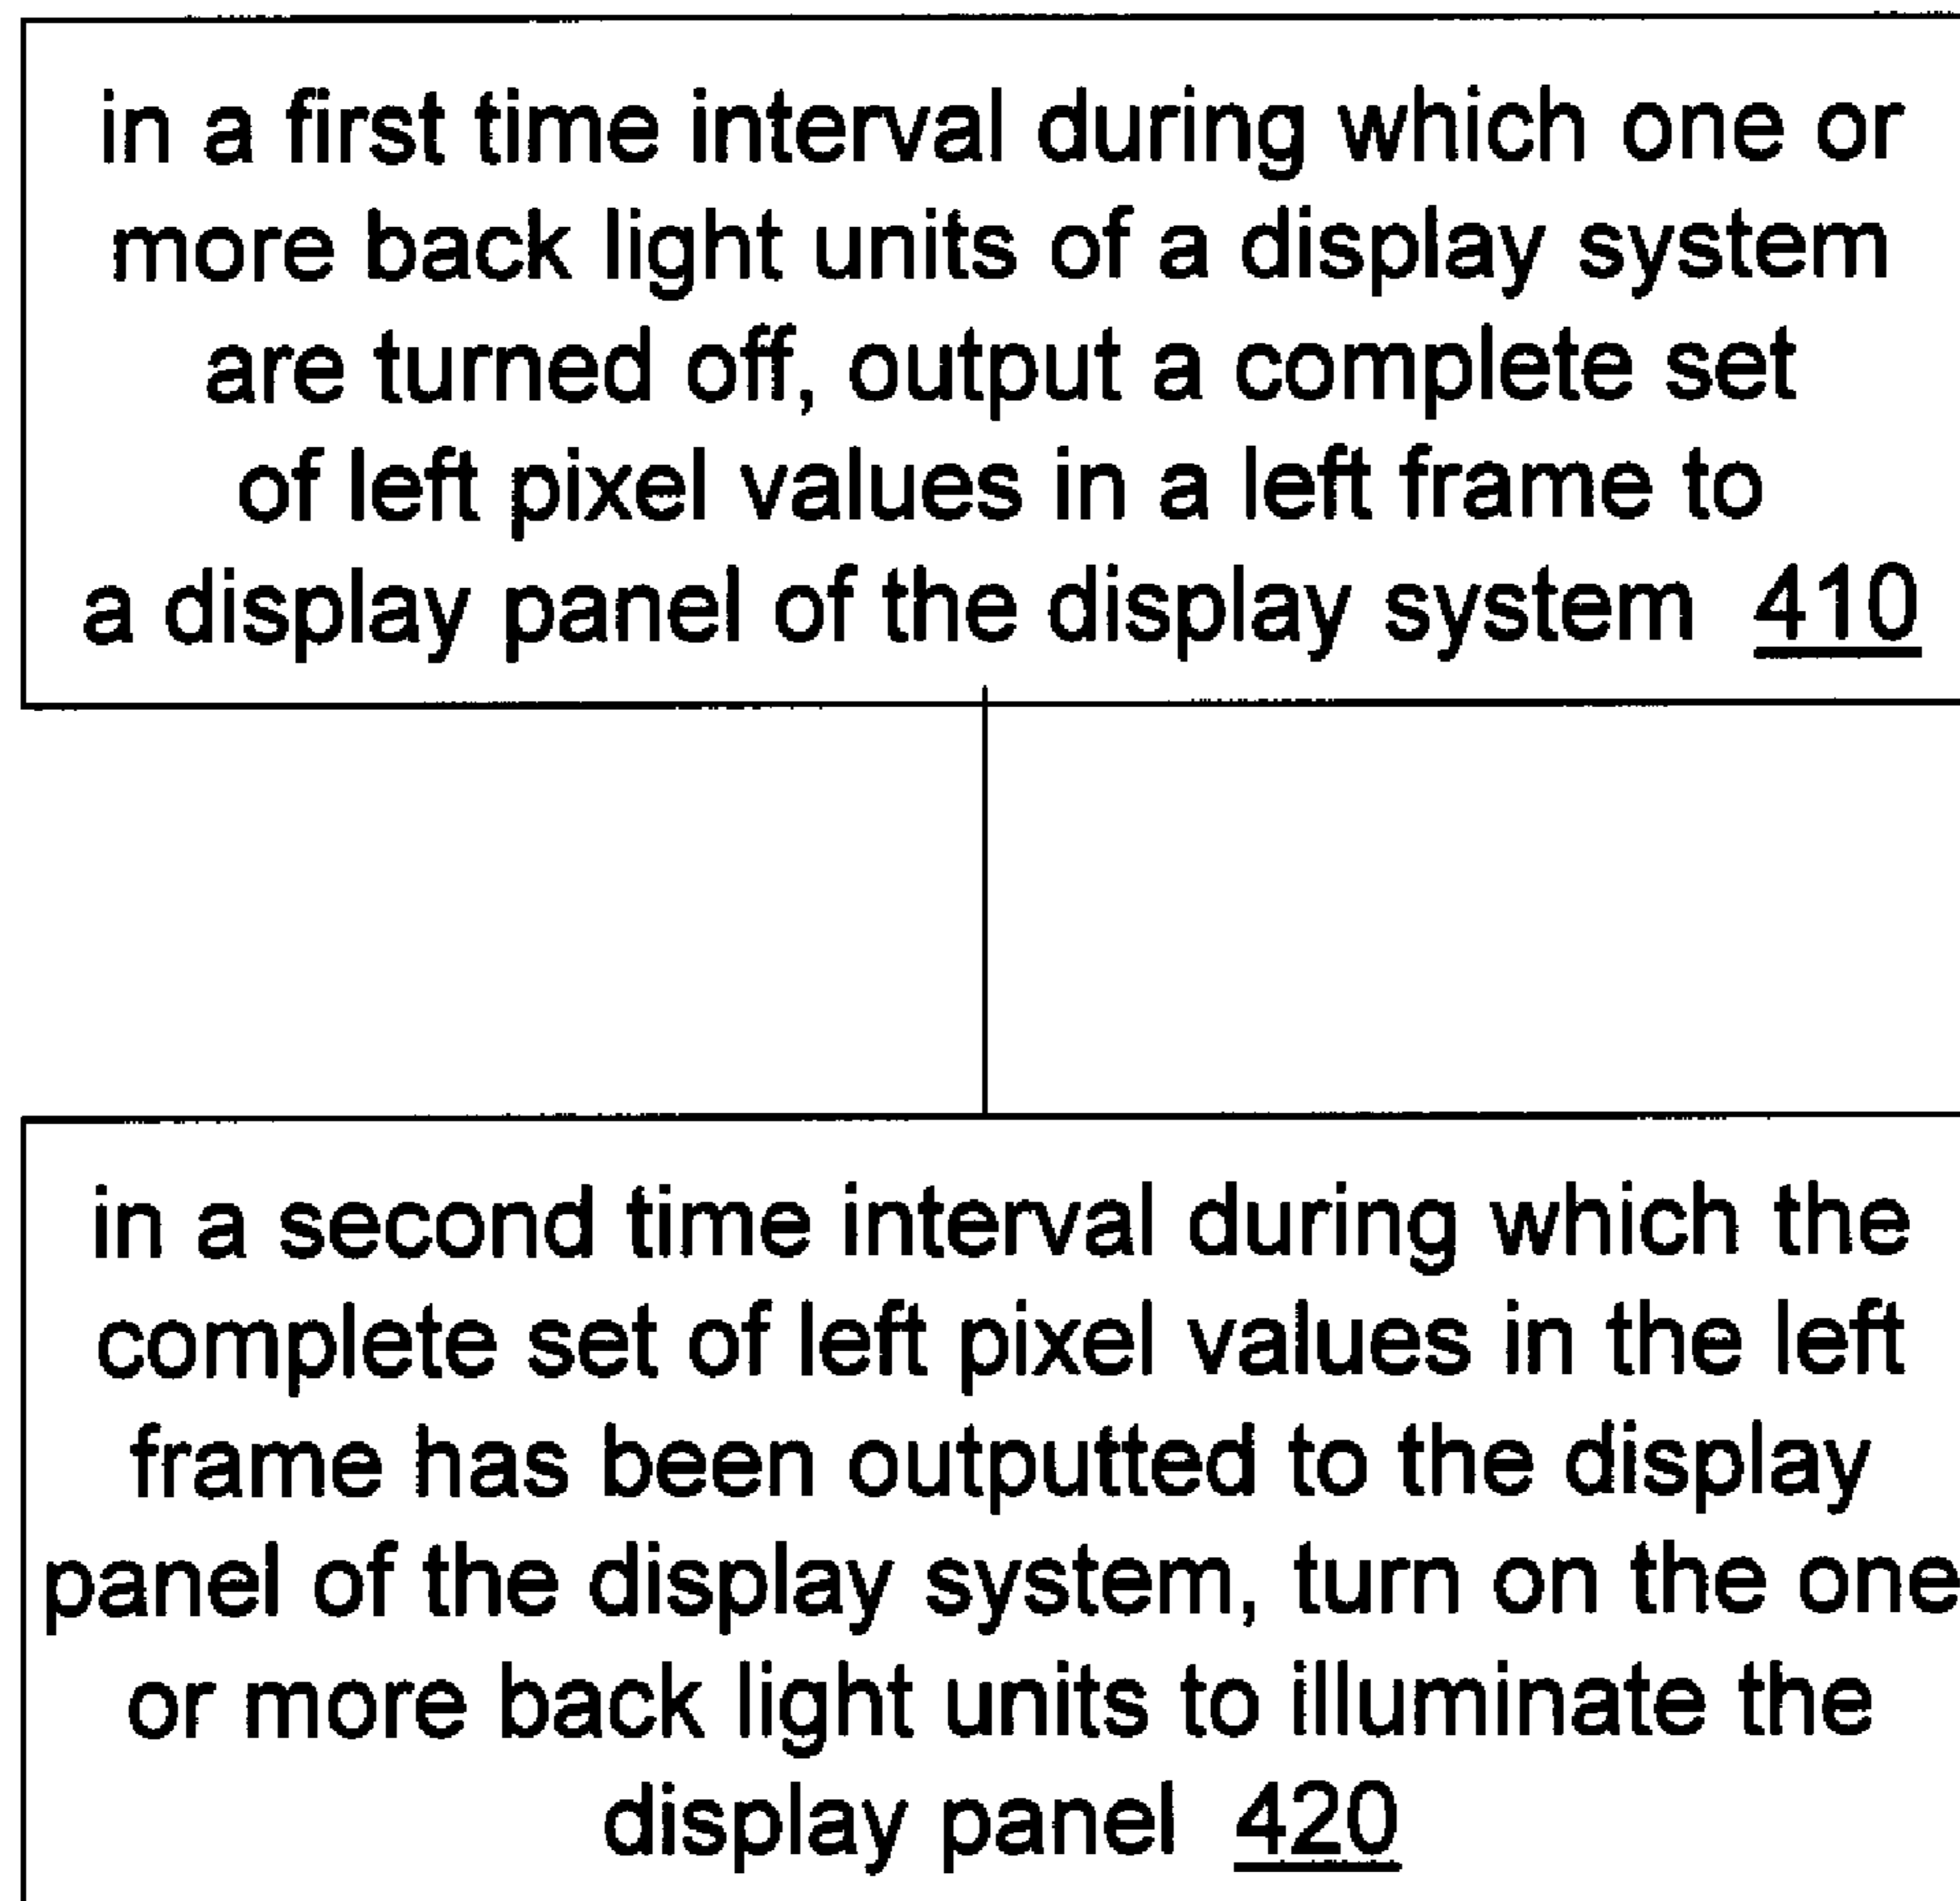 in a first time interval during which one or
more back light units of a display system
are turned off, output a complete set
of left pixel values in a left frame to
a display panel of the display system 410
in a second time interval during which the
complete set of left pixel values in the left
frame has been outputted to the display
panel of the display system, turn on the one
or more back light units to illuminate the
display panel 420